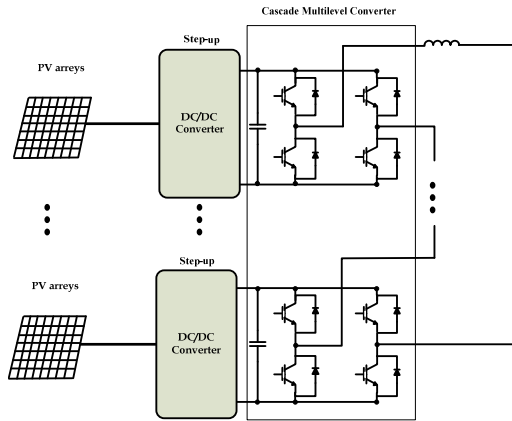 Cascade Multilevel Converter
Step-up
PV arreys
DC/DC
Converter
Step-up
PV arreys
DC/DC
Converter